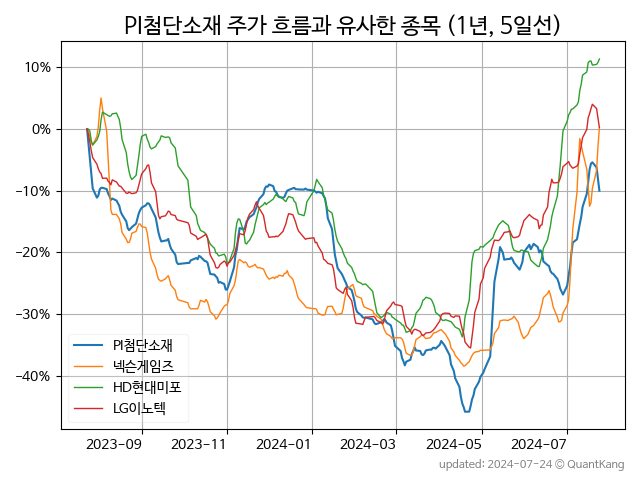 PI첨단소재 주가 흐름과 유사한 종목 (1년, 5일선)
10%
0%
−10%
−20%
−30%
−40%
PI첨단소재
넥슨게임즈
HD현대미포
LG이노텍
2023-09
2023-11
2024-01
2024-03
2024-05
2024-07
updated: 2024-07-24 © QuantKang